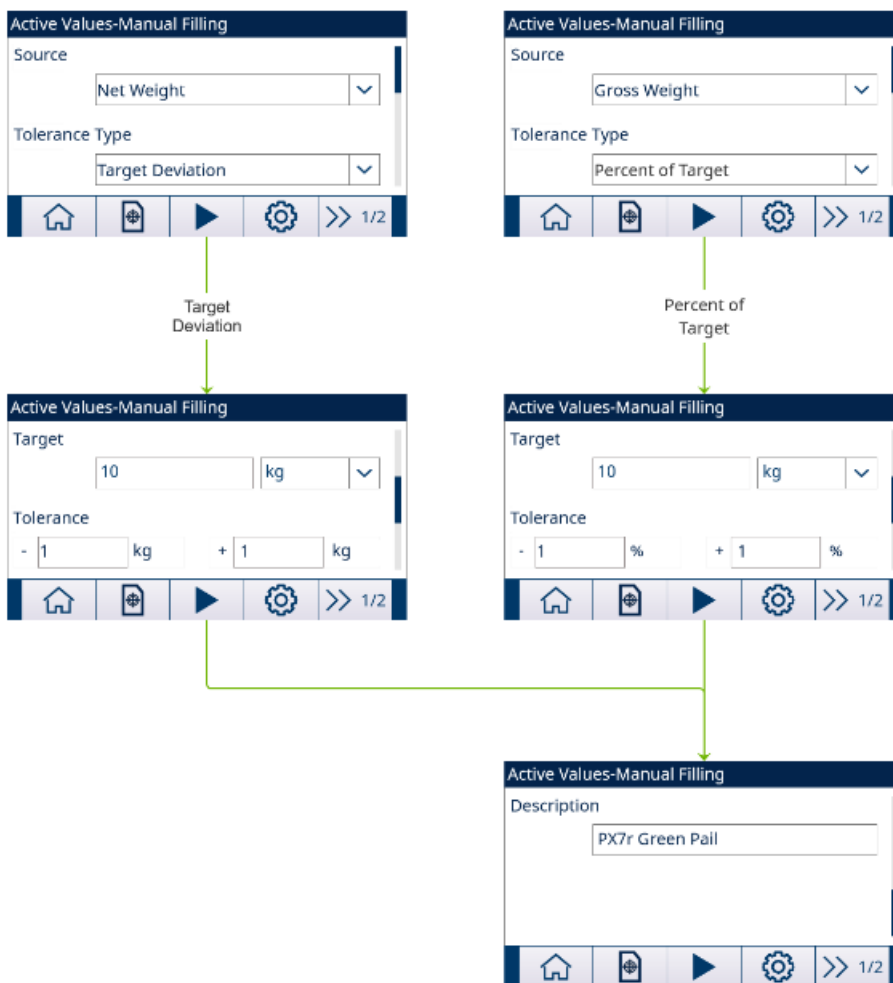 Active Values-Manual Filling
Source
Net Weight
Tolerance Type
Target Deviation
1/2
Active Values-Manual Filling
Source
Gross Weight
Tolerance Type
Percent of Target
1/2
Target
Deviation
Percent of
Target
Active Values-Manual Filling
Target
10 kg
Tolerance
- 1 kg + 1 kg
1/2
Active Values-Manual Filling
Target
10 kg
Tolerance
- 1 % + 1 %
1/2
Active Values-Manual Filling
Description
PX7r Green Pail
1/2